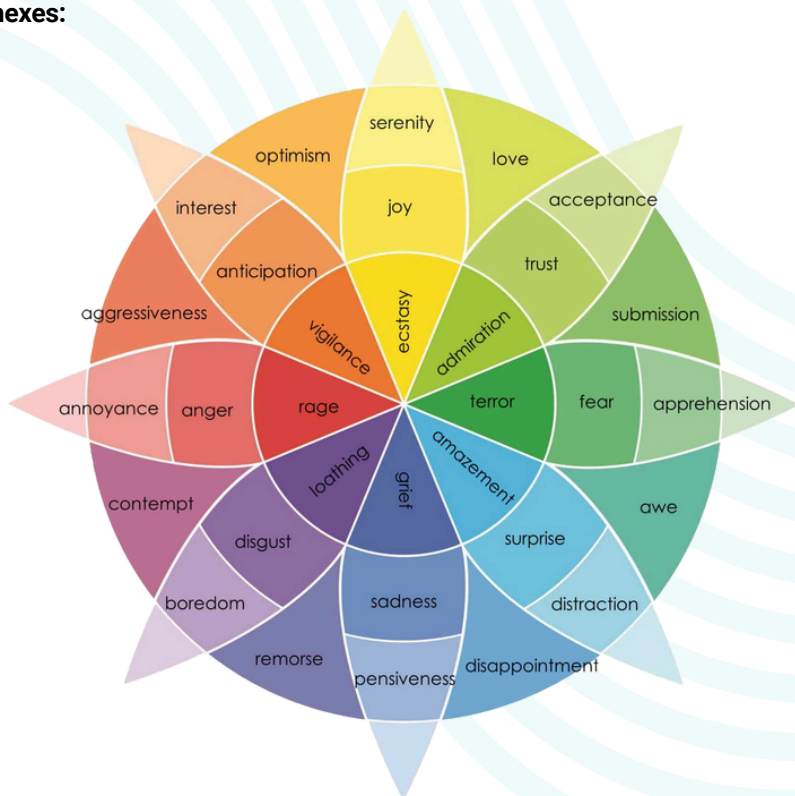 nexes:
serenity
optimism
love
interest
joy
acceptance
anticipation
trust
aggressiveness
vigilance
ecstasy
admiration
submission
annoyance
anger
rage
terror
fear
apprehension
loathing
grief
amazement
contempt
disgust
surprise
awe
boredom
sadness
distraction
remorse
pensiveness
disappointment